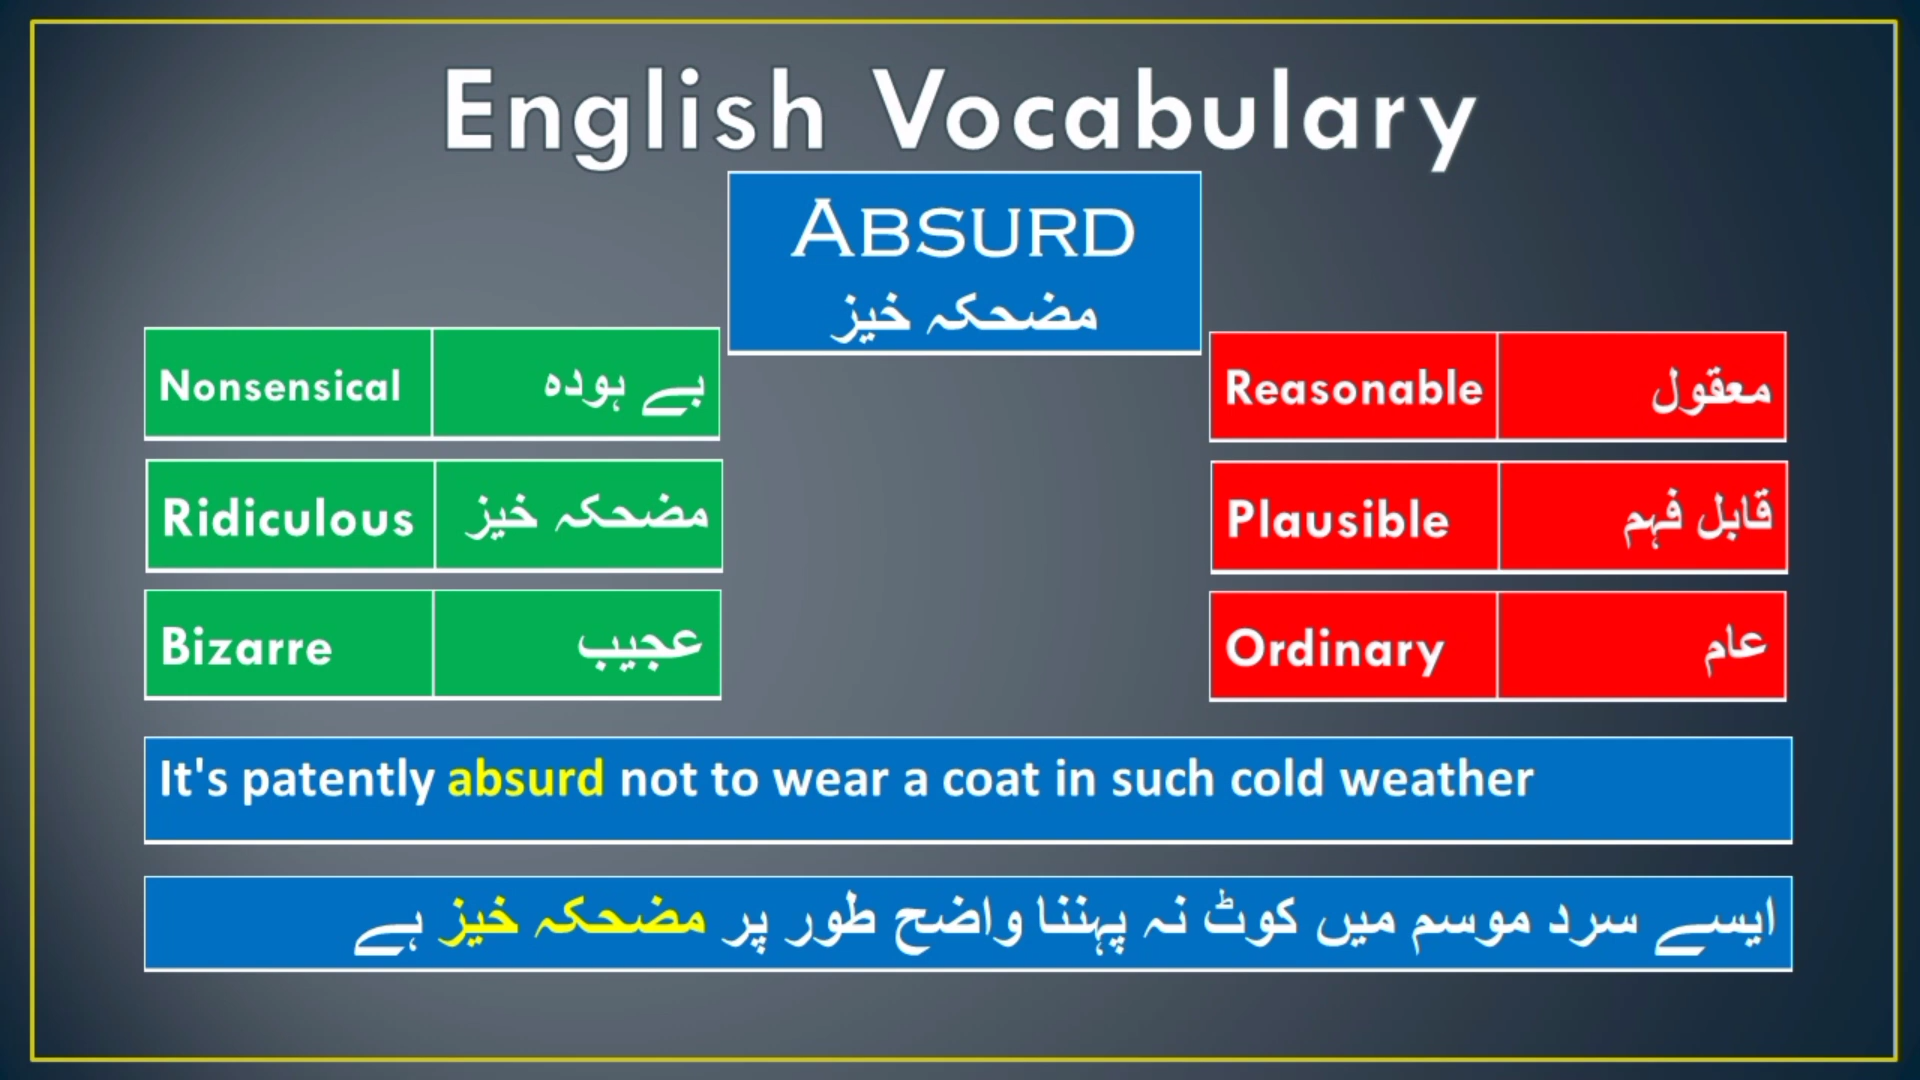 English Vocabulary
ABSURD
مضحکہ خیز
Nonsensical بے ہودہ
Ridiculous مضحکہ خیز
Bizarre عجیب
Reasonable معقول
Plausible قابل فہم
Ordinary عام
It's patently absurd not to wear a coat in such cold weather
ایسے سرد موسم میں کوٹ نہ پہننا واضح طور پر مضحکہ خیز ہے